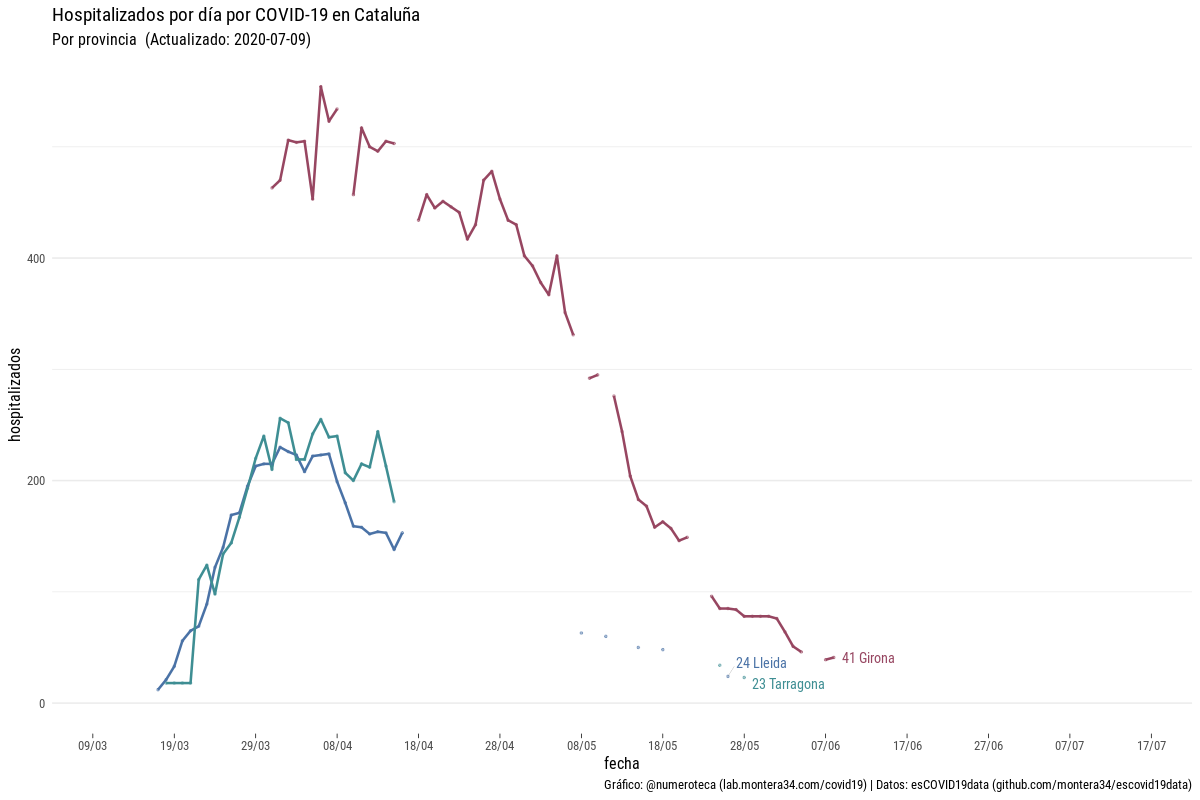 Hospitalizados por día por COVID-19 en Cataluña
Por provincia (Actualizado: 2020-07-09)
hospitalizados
400
200
0
24 Lleida
41 Girona
23 Tarragona
09/03 19/03 29/03 08/04 18/04 28/04 08/05 18/05 28/05 07/06 17/06 27/06 07/07 17/07
fecha
Gráfico: @numeroteca (lab.montera34.com/covid19) | Datos: esCOVID19data (github.com/montera34/escovid19data)